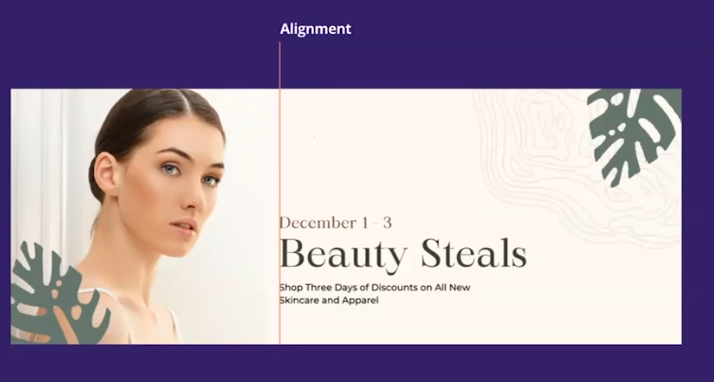 Alignment
December 1 - 3
Beauty Steals
Shop Three Days of Discounts on All New
Skincare and Apparel